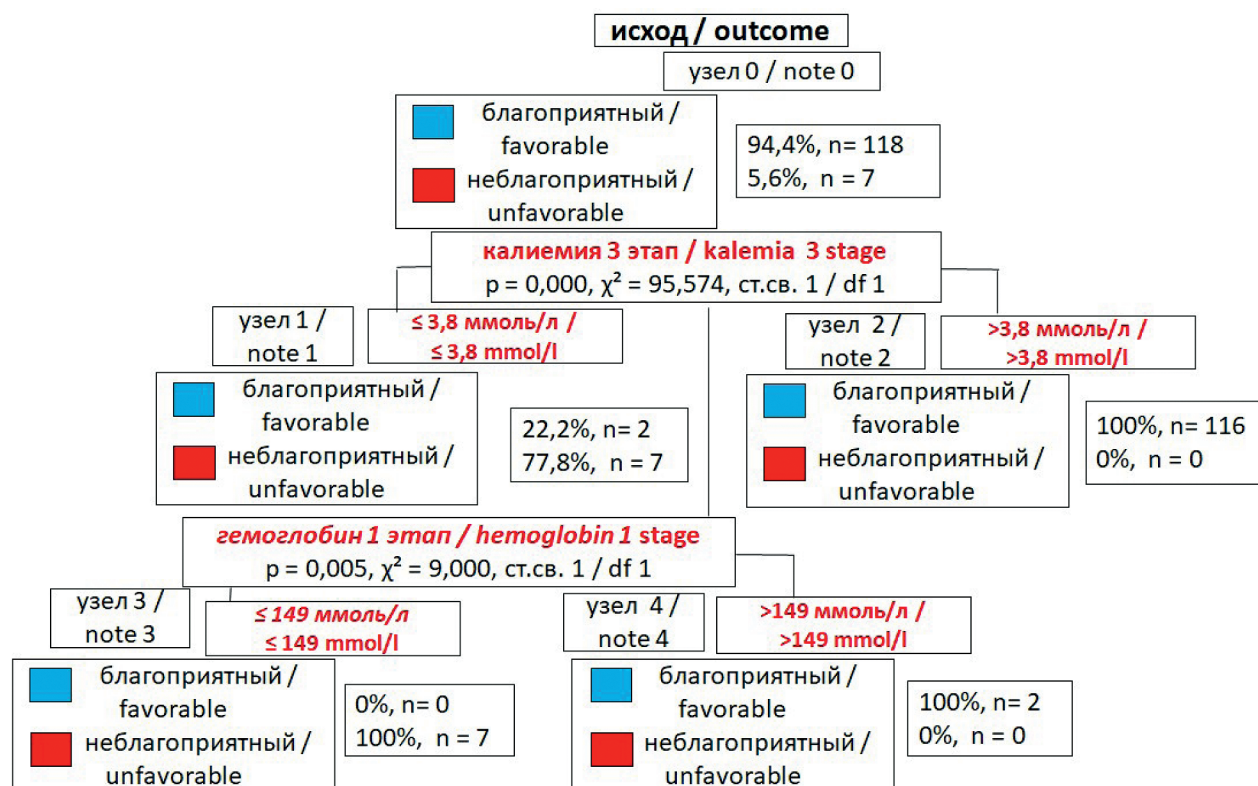 исход / outcome
узел 0 / note 0
благоприятный /
favorable
неблагоприятный /
unfavorable
94,4%, n= 118
5,6%, n = 7
калиемия 3 этап / kalemia 3 stage
p = 0,000, χ² = 95,574, ст.св. 1 / df 1
узел 1 /
note 1
≤ 3,8 ммоль/л /
≤ 3,8 mmol/l
узел 2 /
note 2
>3,8 ммоль/л /
>3,8 mmol/l
благоприятный /
favorable
неблагоприятный /
unfavorable
22,2%, n= 2
77,8%, n = 7
благоприятный /
favorable
неблагоприятный /
unfavorable
100%, n= 116
0%, n = 0
гемоглобин 1 этап / hemoglobin 1 stage
p = 0,005, χ² = 9,000, ст.св. 1 / df 1
узел 3 /
note 3
≤ 149 ммоль/л
≤ 149 mmol/l
узел 4 /
note 4
>149 ммоль/л /
>149 mmol/l
благоприятный /
favorable
неблагоприятный /
unfavorable
0%, n= 0
100%, n = 7
благоприятный /
favorable
неблагоприятный /
unfavorable
100%, n= 2
0%, n = 0